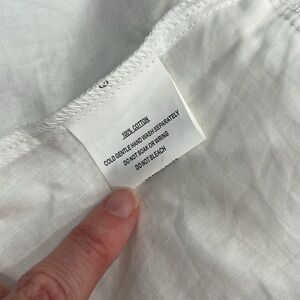 100% COTTON
COLD GENTLE HAND WASH SEPARATELY
DO NOT SOAK OR WRING
DO NOT BLEACH